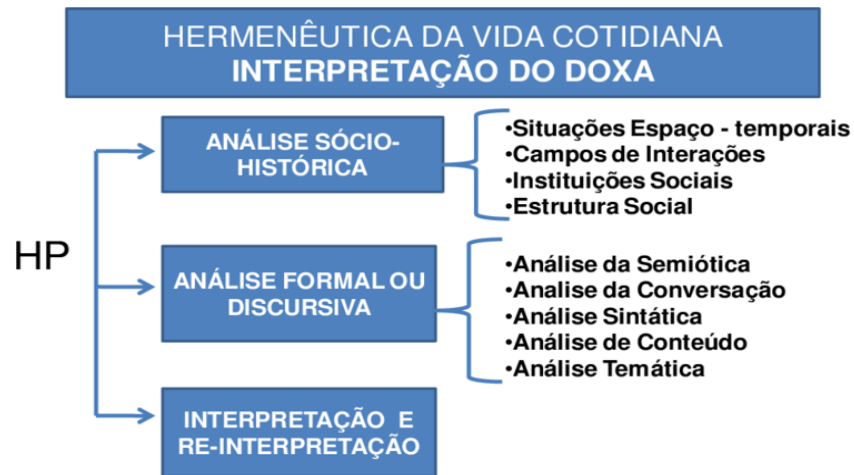 HERMENÊUTICA DA VIDA COTIDIANA
INTERPRETAÇÃO DO DOXA
HP
ANÁLISE SÓCIO-
HISTÓRICA
•Situações Espaço - temporais
•Campos de Interações
•Instituições Sociais
•Estrutura Social
ANÁLISE FORMAL OU
DISCURSIVA
•Análise da Semiótica
•Analise da Conversação
•Análise Sintática
•Análise de Conteúdo
•Análise Temática
INTERPRETAÇÃO E
RE-INTERPRETAÇÃO